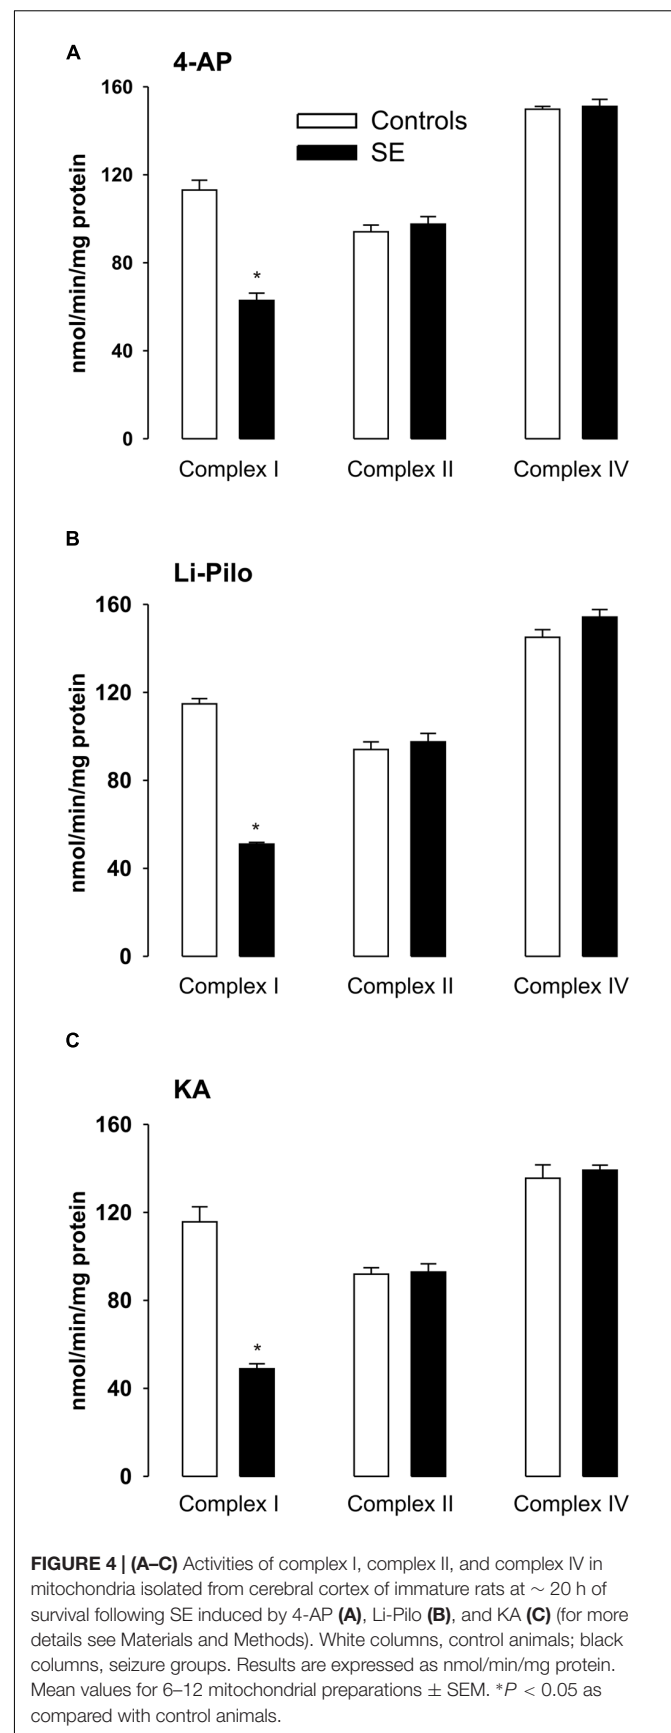 A
4-AP
160
120
80
40
0
nmol/min/mg protein
Controls
SE
*
Complex I
Complex II
Complex IV
B
Li-Pilo
160
120
80
40
0
nmol/min/mg protein
*
Complex I
Complex II
Complex IV
C
KA
160
120
80
40
0
nmol/min/mg protein
*
Complex I
Complex II
Complex IV
FIGURE 4 | (A–C) Activities of complex I, complex II, and complex IV in
mitochondria isolated from cerebral cortex of immature rats at ∼ 20 h of
survival following SE induced by 4-AP (A), Li-Pilo (B), and KA (C) (for more
details see Materials and Methods). White columns, control animals; black
columns, seizure groups. Results are expressed as nmol/min/mg protein.
Mean values for 6–12 mitochondrial preparations ± SEM. *P < 0.05 as
compared with control animals.